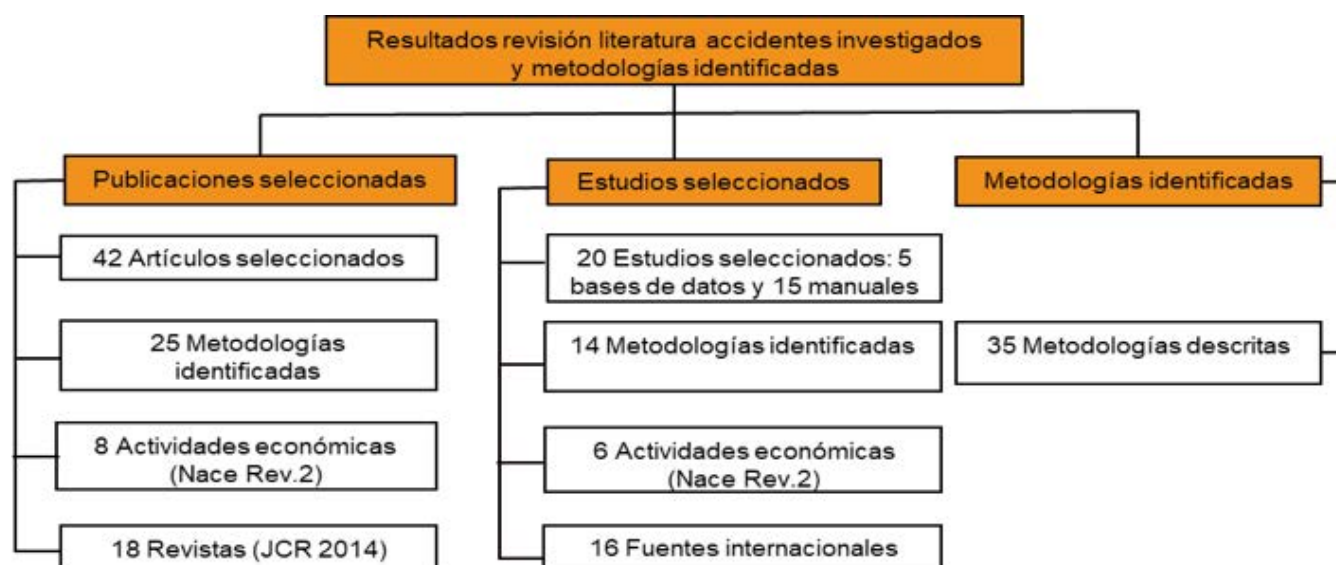 Resultados revisión literatura accidentes investigados
y metodologías identificadas
Publicaciones seleccionadas
42 Artículos seleccionados
25 Metodologías
identificadas
8 Actividades económicas
(Nace Rev.2)
18 Revistas (JCR 2014)
Estudios seleccionados
20 Estudios seleccionados: 5
bases de datos y 15 manuales
14 Metodologías identificadas
6 Actividades económicas
(Nace Rev.2)
16 Fuentes internacionales
Metodologías identificadas
35 Metodologías descritas